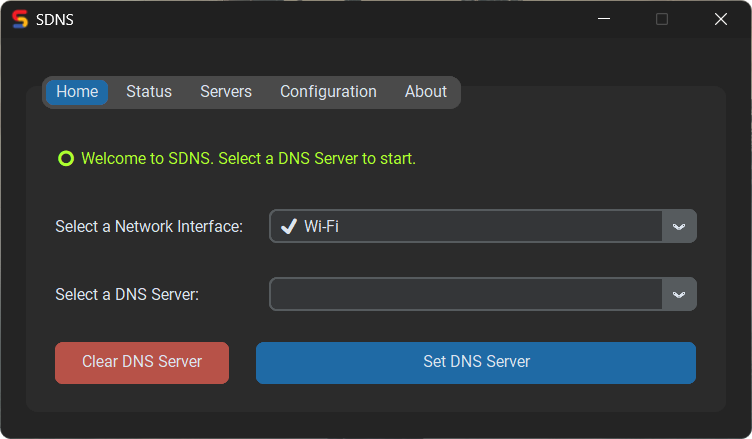 SDNS
Home Status Servers Configuration About
Welcome to SDNS. Select a DNS Server to start.
Select a Network Interface: ✔ Wi-Fi
Select a DNS Server:
Clear DNS Server Set DNS Server